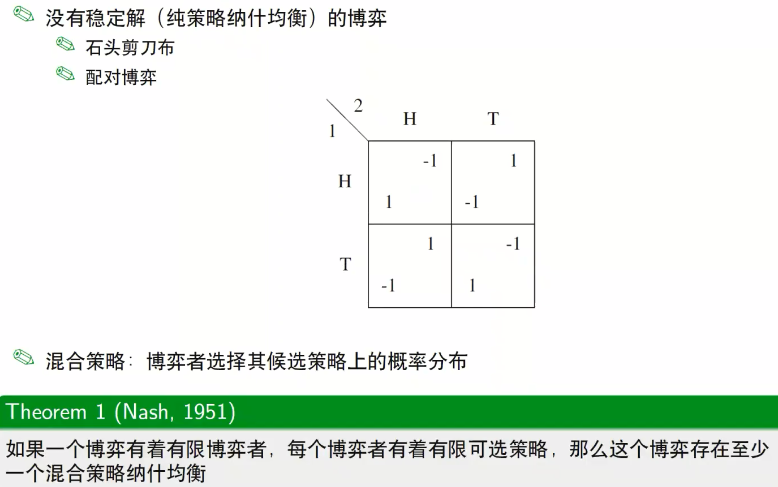 没有稳定解（纯策略纳什均衡）的博弈
石头剪刀布
配对博弈
2
1
H T
H
-1 1
1 -1
T
1 -1
-1 1
混合策略：博弈者选择其候选策略上的概率分布
Theorem 1 (Nash, 1951)
如果一个博弈有着有限博弈者，每个博弈者有着有限可选策略，那么这个博弈存在至少
一个混合策略纳什均衡